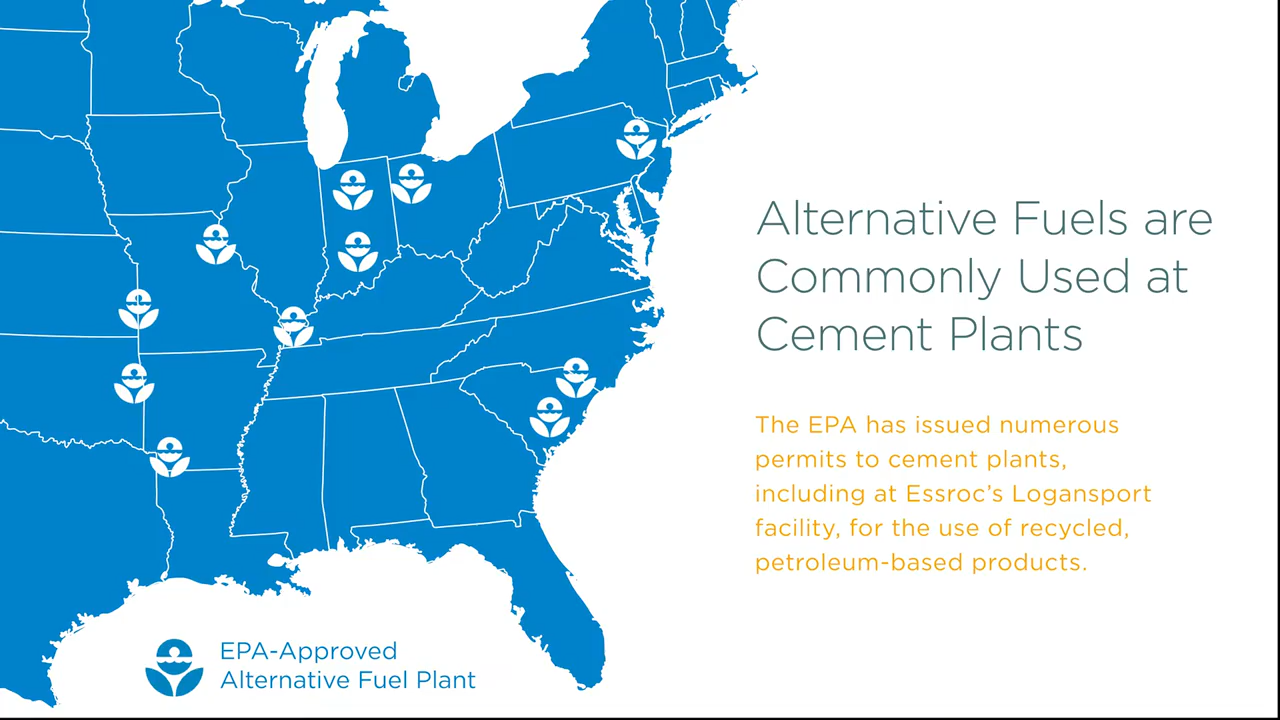 Alternative Fuels are
Commonly Used at
Cement Plants
The EPA has issued numerous
permits to cement plants,
including at Essroc’s Logansport
facility, for the use of recycled,
petroleum-based products.
EPA-Approved
Alternative Fuel Plant